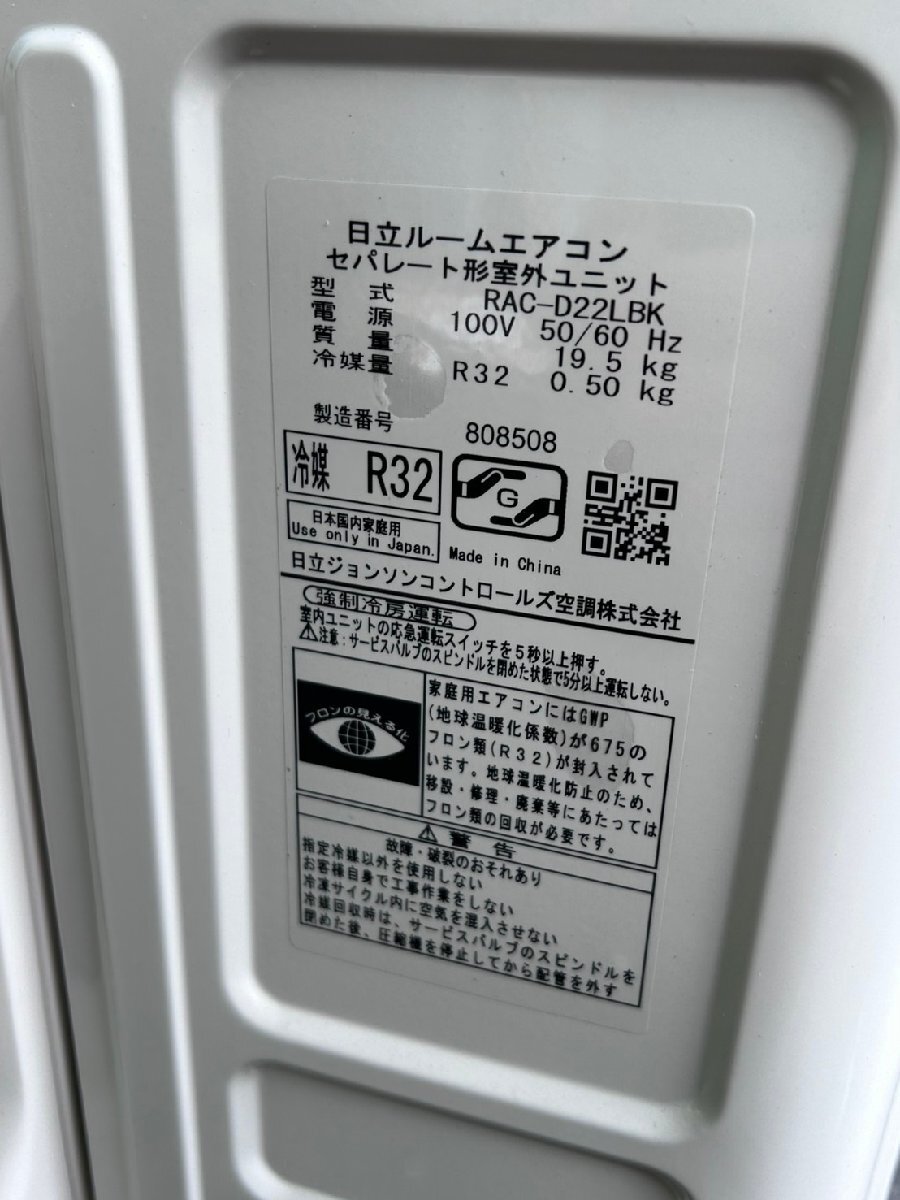 日立ルームエアコン
セパレート形室外ユニット
型式 RAC-D22LBK
電源 100V 50/60 Hz
質量 19.5 kg
冷媒量 R32 0.50 kg
製造番号 808508
冷媒 R32
G
日本国内家庭用
Use only in Japan.
Made in China
日立ジョンソンコントロールズ空調株式会社
強制冷房運転
室内ユニットの応急運転スイッチを5秒以上押す。
⚠注意:サービスバルブのスピンドルを閉めた状態で5分以上運転しない。
フロンの見える化
家庭用エアコンにはGWP
(地球温暖化係数)が675の
フロン類(R32)が封入されて
います。地球温暖化防止のため、
移設・修理・廃棄等にあたっては
フロン類の回収が必要です。
⚠警告
故障・破裂のおそれあり
指定冷媒以外を使用しない
お客様自身で工事作業をしない
冷凍サイクル内に空気を混入させない
冷媒回収時は、サービスバルブのスピンドルを
閉めた後、圧縮機を停止してから配管を外す